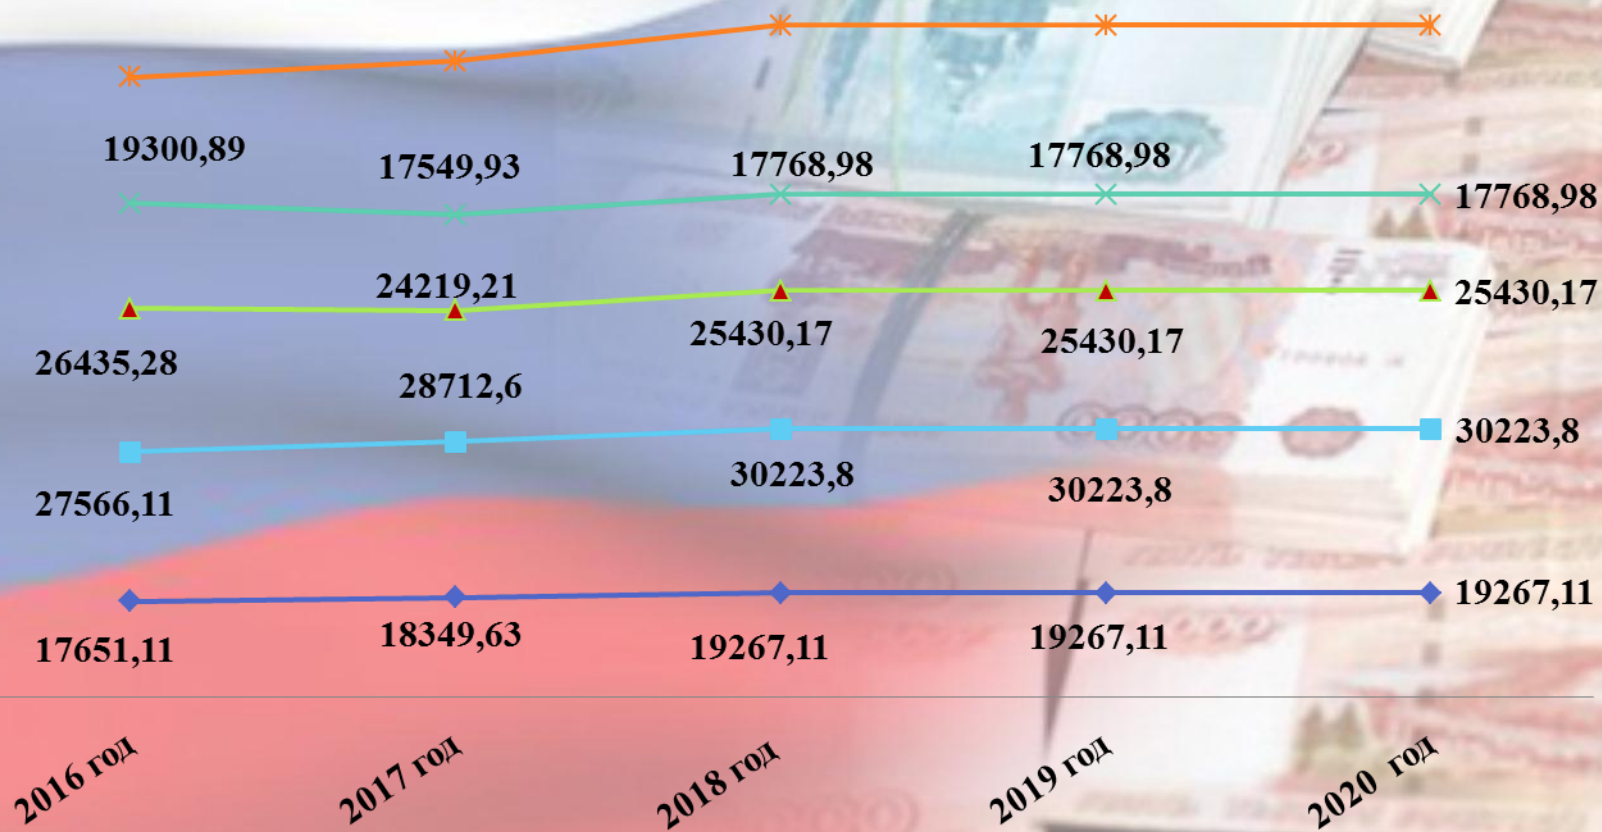 19300,89 17549,93 17768,98 17768,98 17768,98
26435,28 24219,21 25430,17 25430,17 25430,17
27566,11 28712,6 30223,8 30223,8 30223,8
17651,11 18349,63 19267,11 19267,11 19267,11
2016 год 2017 год 2018 год 2019 год 2020 год